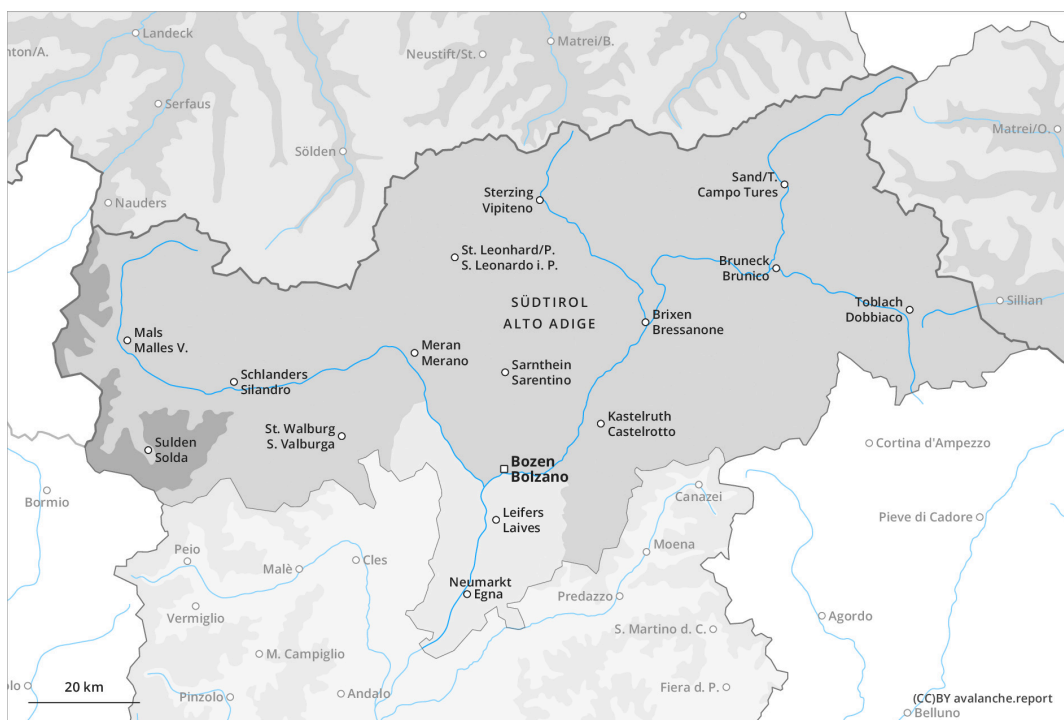 Landeck
Matrei/B.
nton/A.
Neustift/St.
Serfaus
Matrei/O.
Sölden
Sand/T.
Campo Tures
Sterzing
Vipiteno
Nauders
St. Leonhard/P.
S. Leonardo i. P.
Bruneck
Brunico
SÜDTIROL
ALTO ADIGE
Toblach
Dobbiaco
Sillian
Brixen
Bressanone
Mals
Malles V.
Meran
Merano
Sarnthein
Sarentino
Schlanders
Silandro
Kastelruth
Castelrotto
St. Walburg
S. Valburga
Sulden
Solda
Cortina d'Ampezzo
Bozen
Bolzano
Bormio
Canazei
Leifers
Laives
Pieve di Cadore
Peio
Cles
Malè
Moena
Neumarkt
Egna
Predazzo
Vermiglio
Agordo
S. Martino d. C.
M. Campiglio
20 km
olo
Pinzolo
Andalo
Fiera d. P.
(CC)BY avalanche.report
Belluno